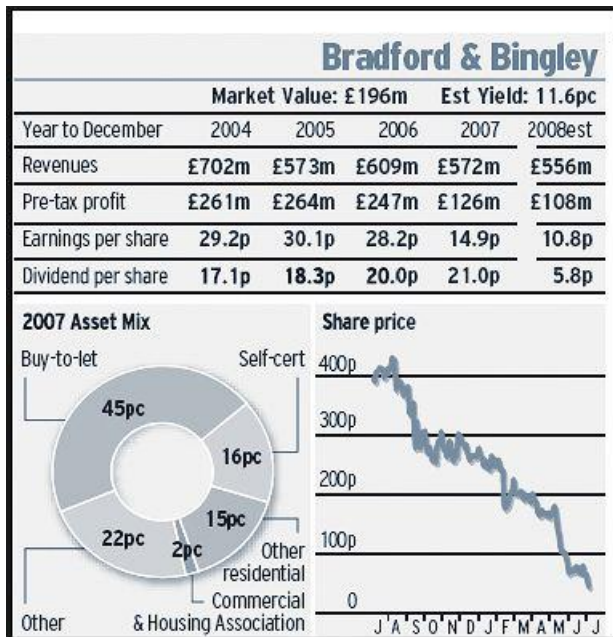 Bradford & Bingley
Market Value: £196m Est Yield: 11.6pc
Year to December 2004 2005 2006 2007 2008est
Revenues £702m £573m £609m £572m £556m
Pre-tax profit £261m £264m £247m £126m £108m
Earnings per share 29.2p 30.1p 28.2p 14.9p 10.8p
Dividend per share 17.1p 18.3p 20.0p 21.0p 5.8p
2007 Asset Mix
Buy-to-let
Self-cert
45pc
16pc
15pc
22pc
2pc
Other
residential
Commercial
& Housing Association
Other
Share price
400p
300p
200p
100p
0
J A S O N D J F M A M J J